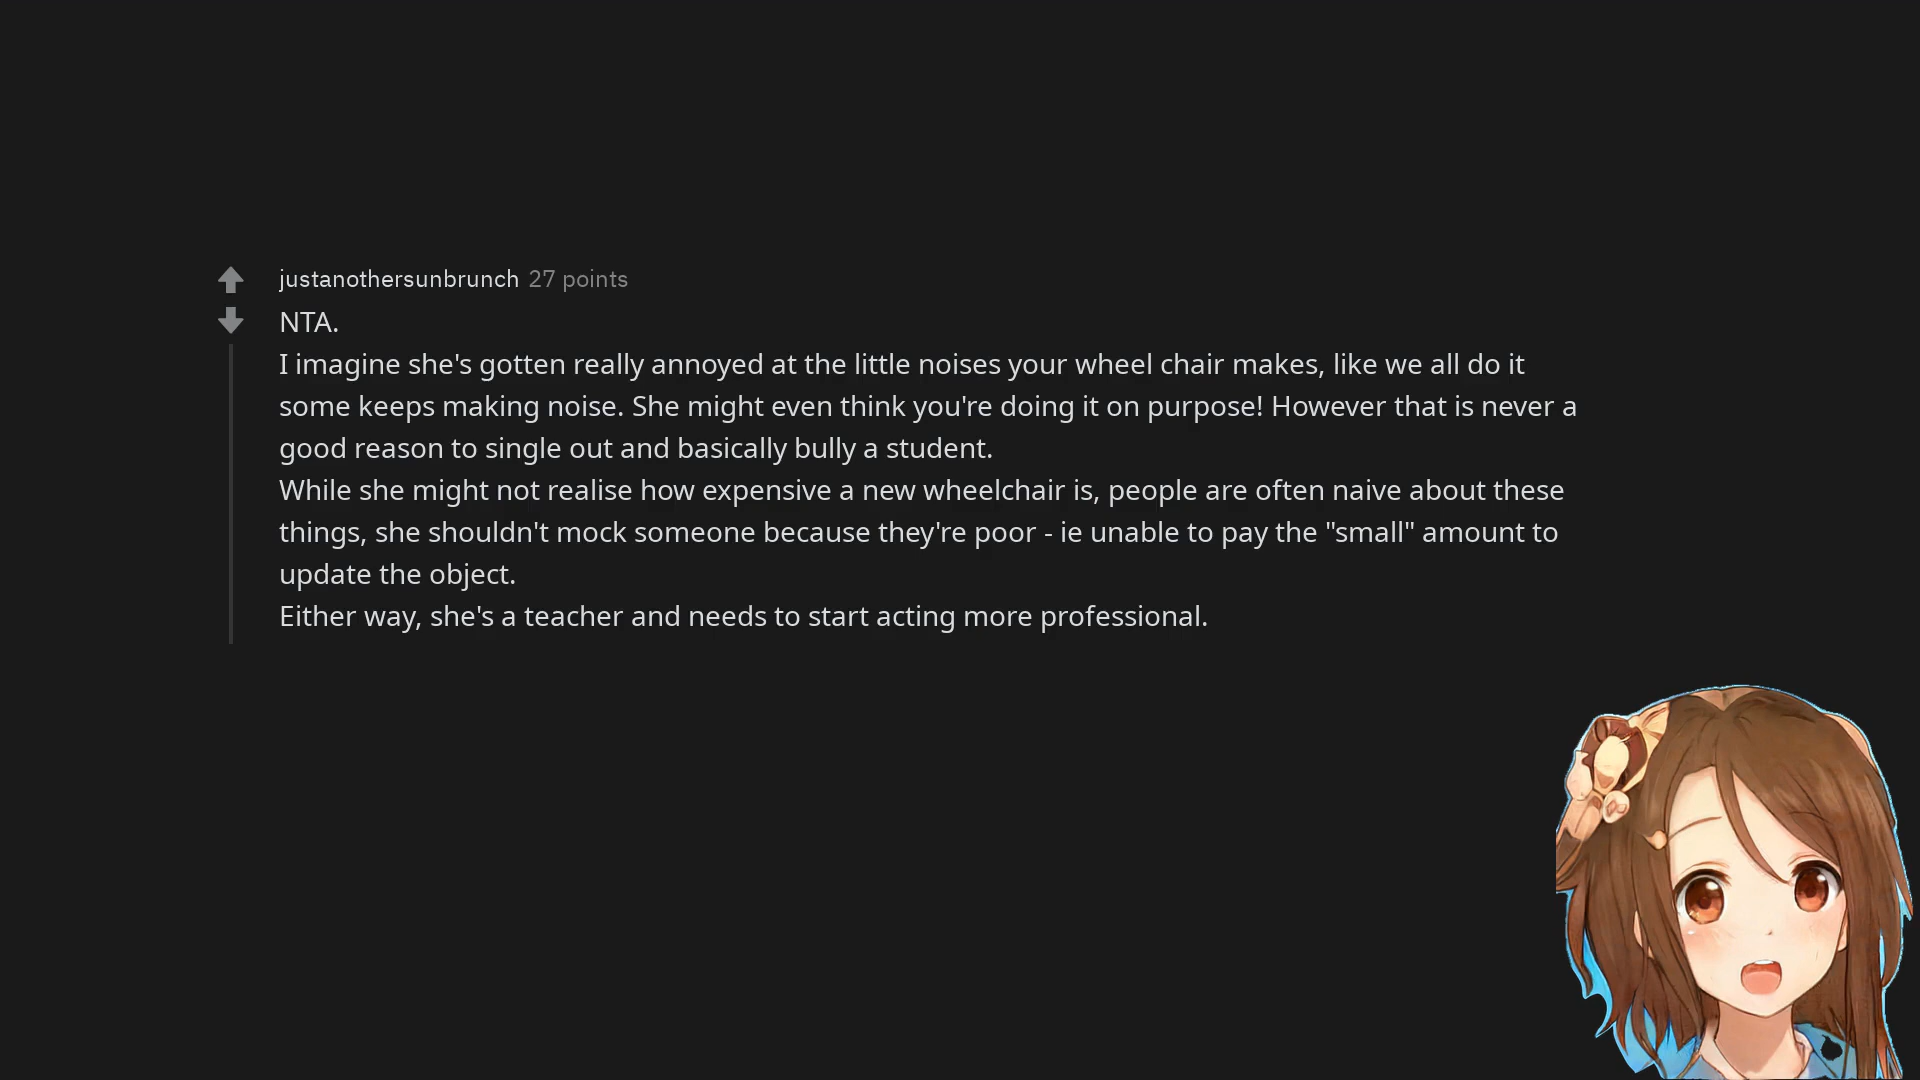 justanothersunbrunch 27 points
NTA.
I imagine she's gotten really annoyed at the little noises your wheel chair makes, like we all do it
some keeps making noise. She might even think you're doing it on purpose! However that is never a
good reason to single out and basically bully a student.
While she might not realise how expensive a new wheelchair is, people are often naive about these
things, she shouldn't mock someone because they're poor - ie unable to pay the "small" amount to
update the object.
Either way, she's a teacher and needs to start acting more professional.